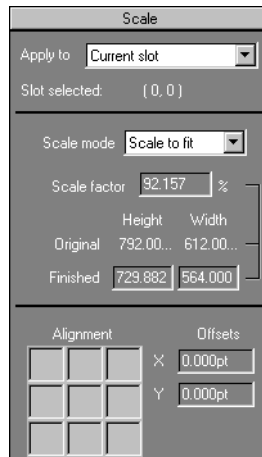 Scale
Apply to Current slot
Slot selected: ( 0, 0 )
Scale mode Scale to fit
Scale factor 92.157 %
Height Width
Original 792.00... 612.00...
Finished 729.882 564.000
Alignment Offsets
X 0.000pt
Y 0.000pt